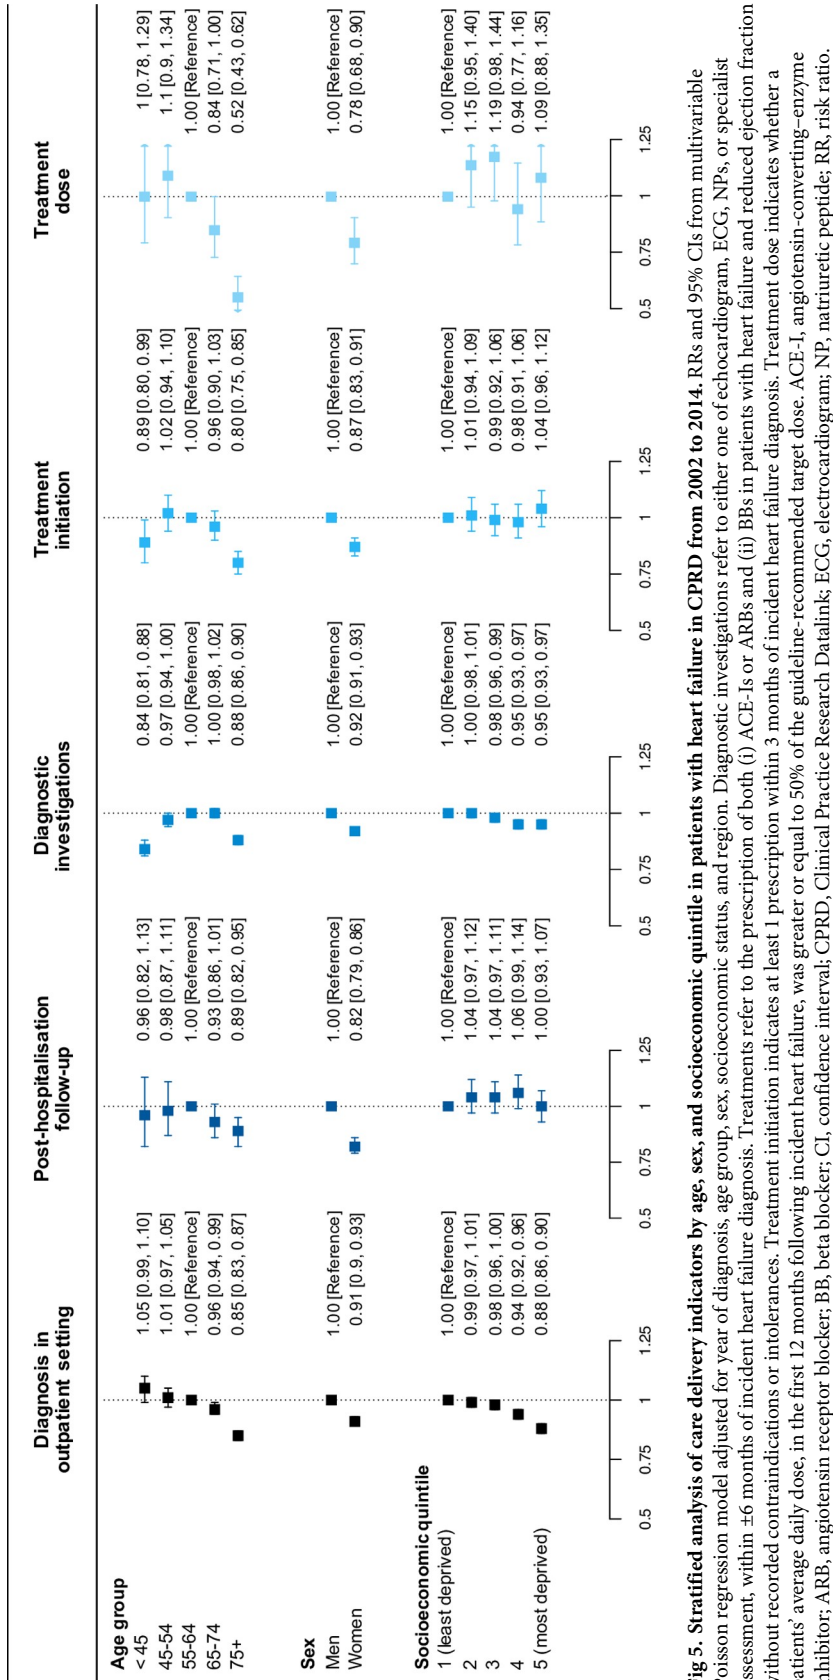 Diagnosis in outpatient setting
Post-hospitalisation follow-up
Diagnostic investigations
Treatment initiation
Treatment dose
Age group
< 45 1.05 [0.99, 1.10] 0.96 [0.82, 1.13] 0.84 [0.81, 0.88] 0.89 [0.80, 0.99] 1 [0.78, 1.29]
45-54 1.01 [0.97, 1.05] 0.98 [0.87, 1.11] 0.97 [0.94, 1.00] 1.02 [0.94, 1.10] 1.1 [0.9, 1.34]
55-64 1.00 [Reference] 1.00 [Reference] 1.00 [Reference] 1.00 [Reference] 1.00 [Reference]
65-74 0.96 [0.94, 0.99] 0.93 [0.86, 1.01] 1.00 [0.98, 1.02] 0.96 [0.90, 1.03] 0.84 [0.71, 1.00]
75+ 0.85 [0.83, 0.87] 0.89 [0.82, 0.95] 0.88 [0.86, 0.90] 0.80 [0.75, 0.85] 0.52 [0.43, 0.62]
Sex
Men 1.00 [Reference] 1.00 [Reference] 1.00 [Reference] 1.00 [Reference] 1.00 [Reference]
Women 0.91 [0.9, 0.93] 0.82 [0.79, 0.86] 0.92 [0.91, 0.93] 0.87 [0.83, 0.91] 0.78 [0.68, 0.90]
Socioeconomic quintile
1 (least deprived) 1.00 [Reference] 1.00 [Reference] 1.00 [Reference] 1.00 [Reference] 1.00 [Reference]
2 0.99 [0.97, 1.01] 1.04 [0.97, 1.12] 1.00 [0.98, 1.01] 1.01 [0.94, 1.09] 1.15 [0.95, 1.40]
3 0.98 [0.96, 1.00] 1.04 [0.97, 1.11] 0.98 [0.96, 0.99] 0.99 [0.92, 1.06] 1.19 [0.98, 1.44]
4 0.94 [0.92, 0.96] 1.06 [0.99, 1.14] 0.95 [0.93, 0.97] 0.98 [0.91, 1.06] 0.94 [0.77, 1.16]
5 (most deprived) 0.88 [0.86, 0.90] 1.00 [0.93, 1.07] 0.95 [0.93, 0.97] 1.04 [0.96, 1.12] 1.09 [0.88, 1.35]
0.5 0.75 1 1.25 0.5 0.75 1 1.25 0.5 0.75 1 1.25 0.5 0.75 1 1.25 0.5 0.75 1 1.25
ig 5. Stratified analysis of care delivery indicators by age, sex, and socioeconomic quintile in patients with heart failure in CPRD from 2002 to 2014. RRs and 95% CIs from multivariable
oisson regression model adjusted for year of diagnosis, age group, sex, socioeconomic status, and region. Diagnostic investigations refer to either one of echocardiogram, ECG, NPs, or specialist
ssessment, within ±6 months of incident heart failure diagnosis. Treatments refer to the prescription of both (i) ACE-Is or ARBs and (ii) BBs in patients with heart failure and reduced ejection fraction
ithout recorded contraindications or intolerances. Treatment initiation indicates at least 1 prescription within 3 months of incident heart failure diagnosis. Treatment dose indicates whether a
atients' average daily dose, in the first 12 months following incident heart failure, was greater or equal to 50% of the guideline-recommended target dose. ACE-I, angiotensin-converting–enzyme
hibitor; ARB, angiotensin receptor blocker; BB, beta blocker; CI, confidence interval; CPRD, Clinical Practice Research Datalink; ECG, electrocardiogram; NP, natriuretic peptide; RR, risk ratio.